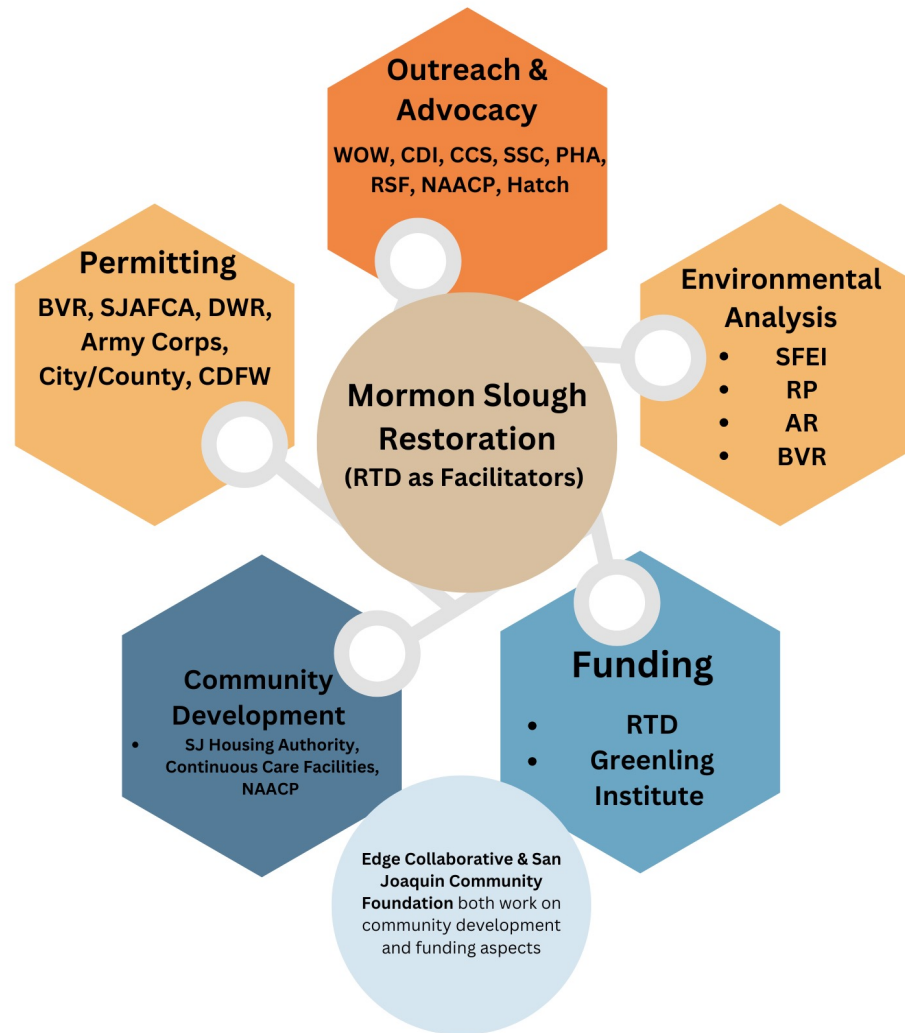 Outreach &
Advocacy
WOW, CDI, CCS, SSC, PHA,
RSF, NAACP, Hatch
Permitting
BVR, SJAFCA, DWR,
Army Corps,
City/County, CDFW
Environmental
Analysis
• SFEI
• RP
• AR
• BVR
Mormon Slough
Restoration
(RTD as Facilitators)
Community
Development
• SJ Housing Authority,
Continuous Care Facilities,
NAACP
Funding
• RTD
• Greenling
Institute
Edge Collaborative & San
Joaquin Community
Foundation both work on
community development
and funding aspects